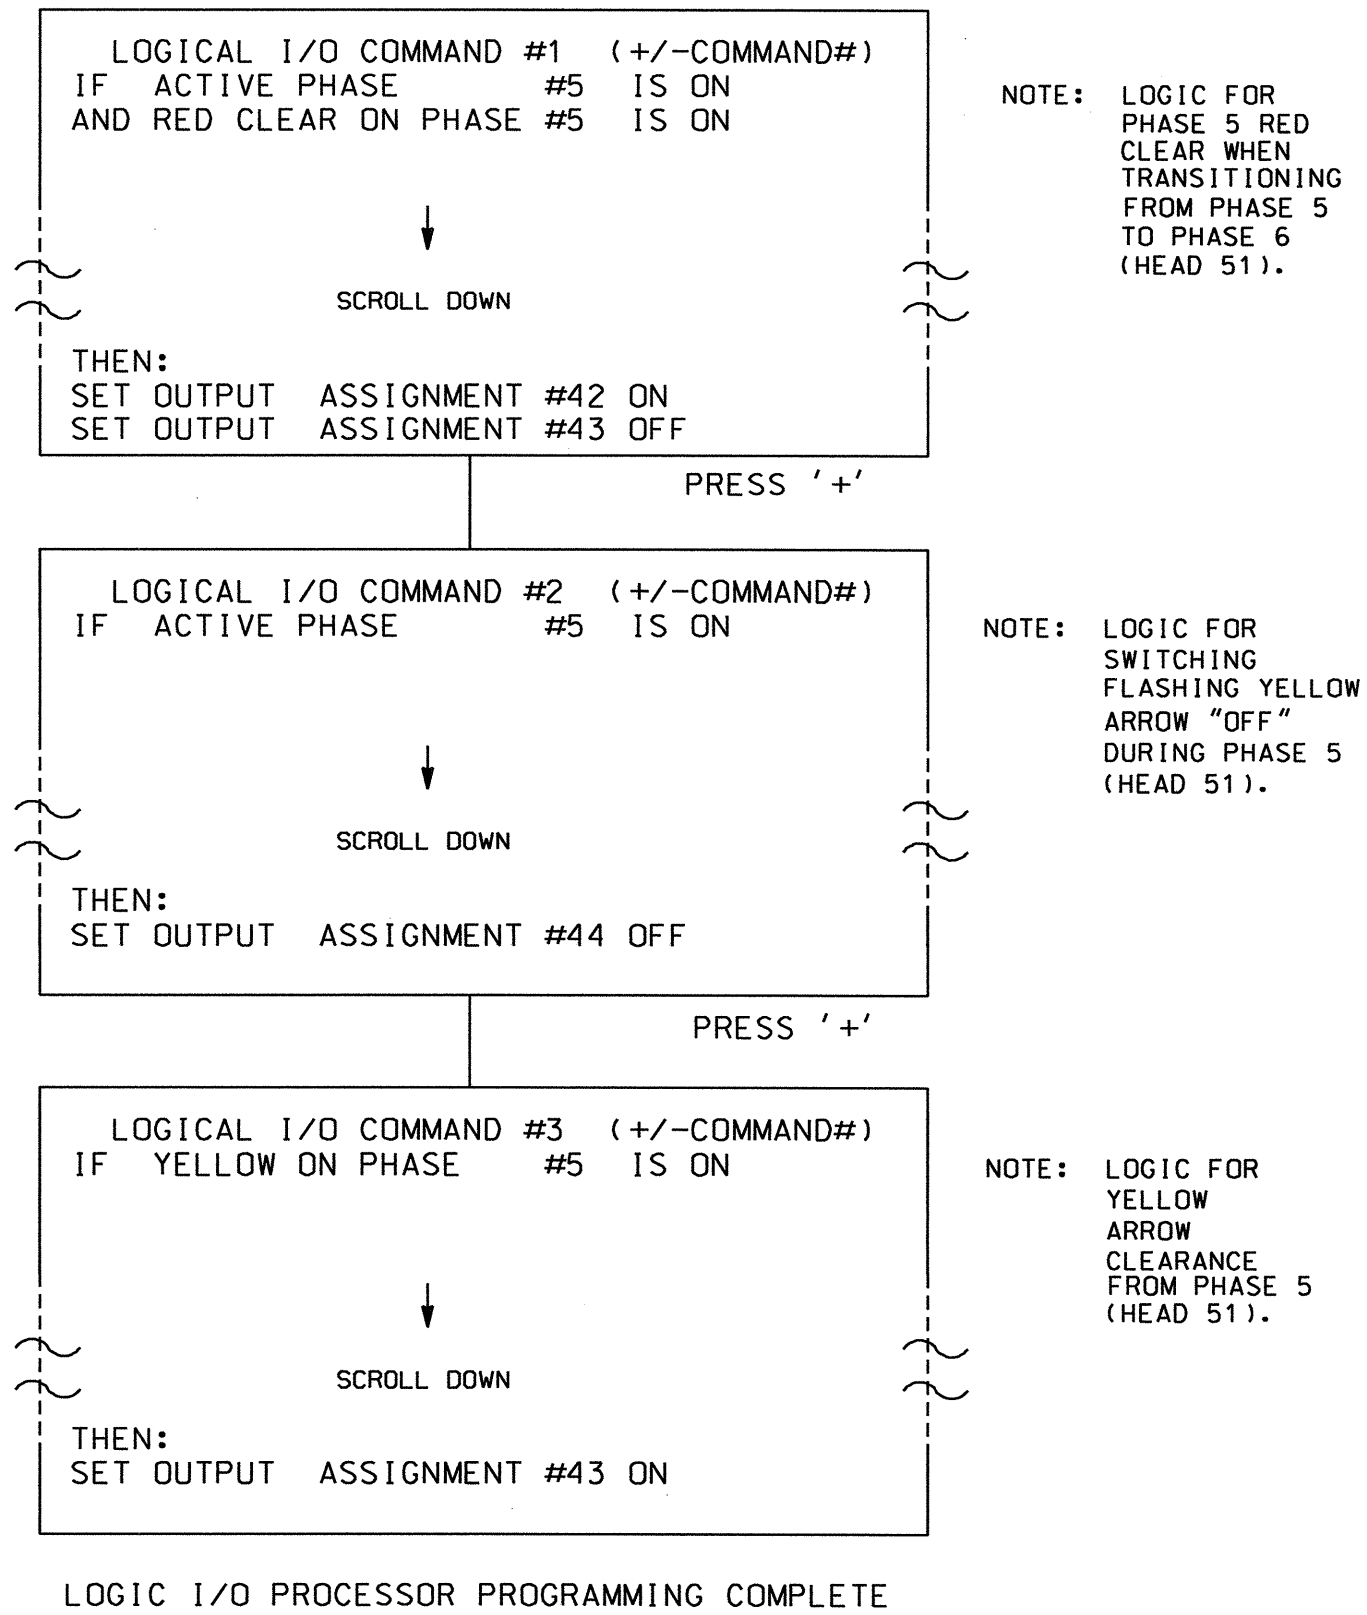 LOGICAL I/O COMMAND #1 (+/-COMMAND#)
IF ACTIVE PHASE #5 IS ON
AND RED CLEAR ON PHASE #5 IS ON
SCROLL DOWN
THEN:
SET OUTPUT ASSIGNMENT #42 ON
SET OUTPUT ASSIGNMENT #43 OFF
NOTE: LOGIC FOR
PHASE 5 RED
CLEAR WHEN
TRANSITIONING
FROM PHASE 5
TO PHASE 6
(HEAD 51).
PRESS '+'
LOGICAL I/O COMMAND #2 (+/-COMMAND#)
IF ACTIVE PHASE #5 IS ON
SCROLL DOWN
THEN:
SET OUTPUT ASSIGNMENT #44 OFF
NOTE: LOGIC FOR
SWITCHING
FLASHING YELLOW
ARROW "OFF"
DURING PHASE 5
(HEAD 51).
PRESS '+'
LOGICAL I/O COMMAND #3 (+/-COMMAND#)
IF YELLOW ON PHASE #5 IS ON
SCROLL DOWN
THEN:
SET OUTPUT ASSIGNMENT #43 ON
NOTE: LOGIC FOR
YELLOW
ARROW
CLEARANCE
FROM PHASE 5
(HEAD 51).
LOGIC I/O PROCESSOR PROGRAMMING COMPLETE